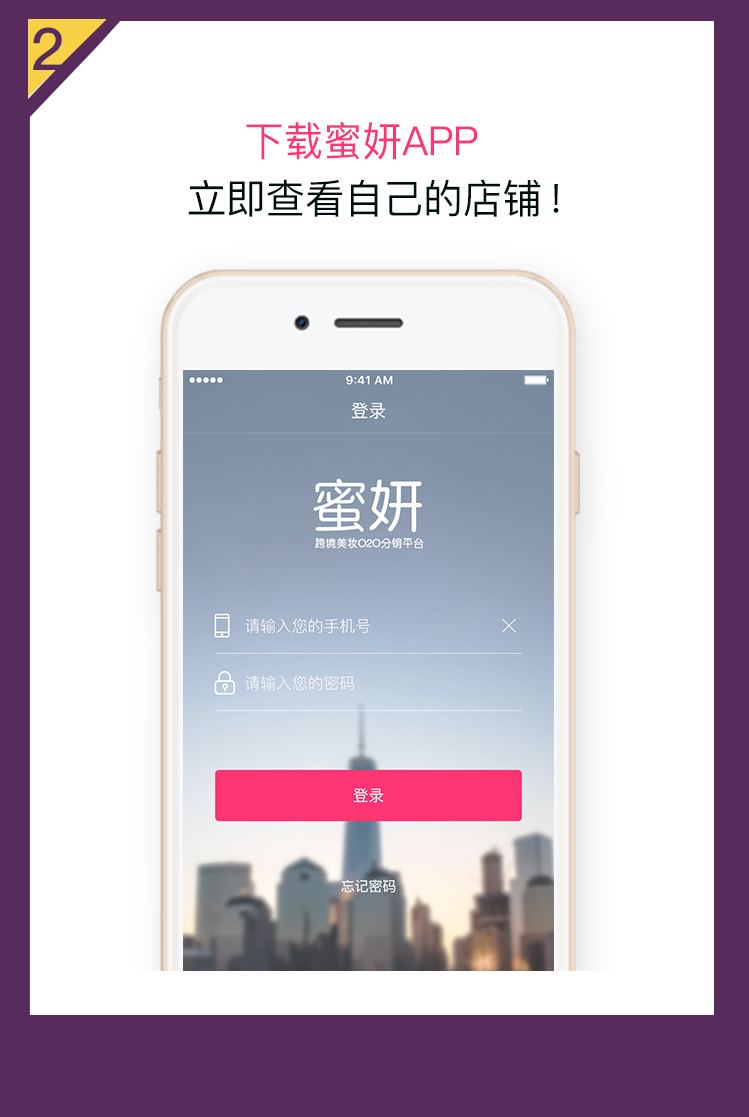 2
下载蜜妍APP
立即查看自己的店铺!
9:41 AM
登录
蜜妍
跨境美妆O2O分销平台
请输入您的手机号
请输入您的密码
登录
忘记密码